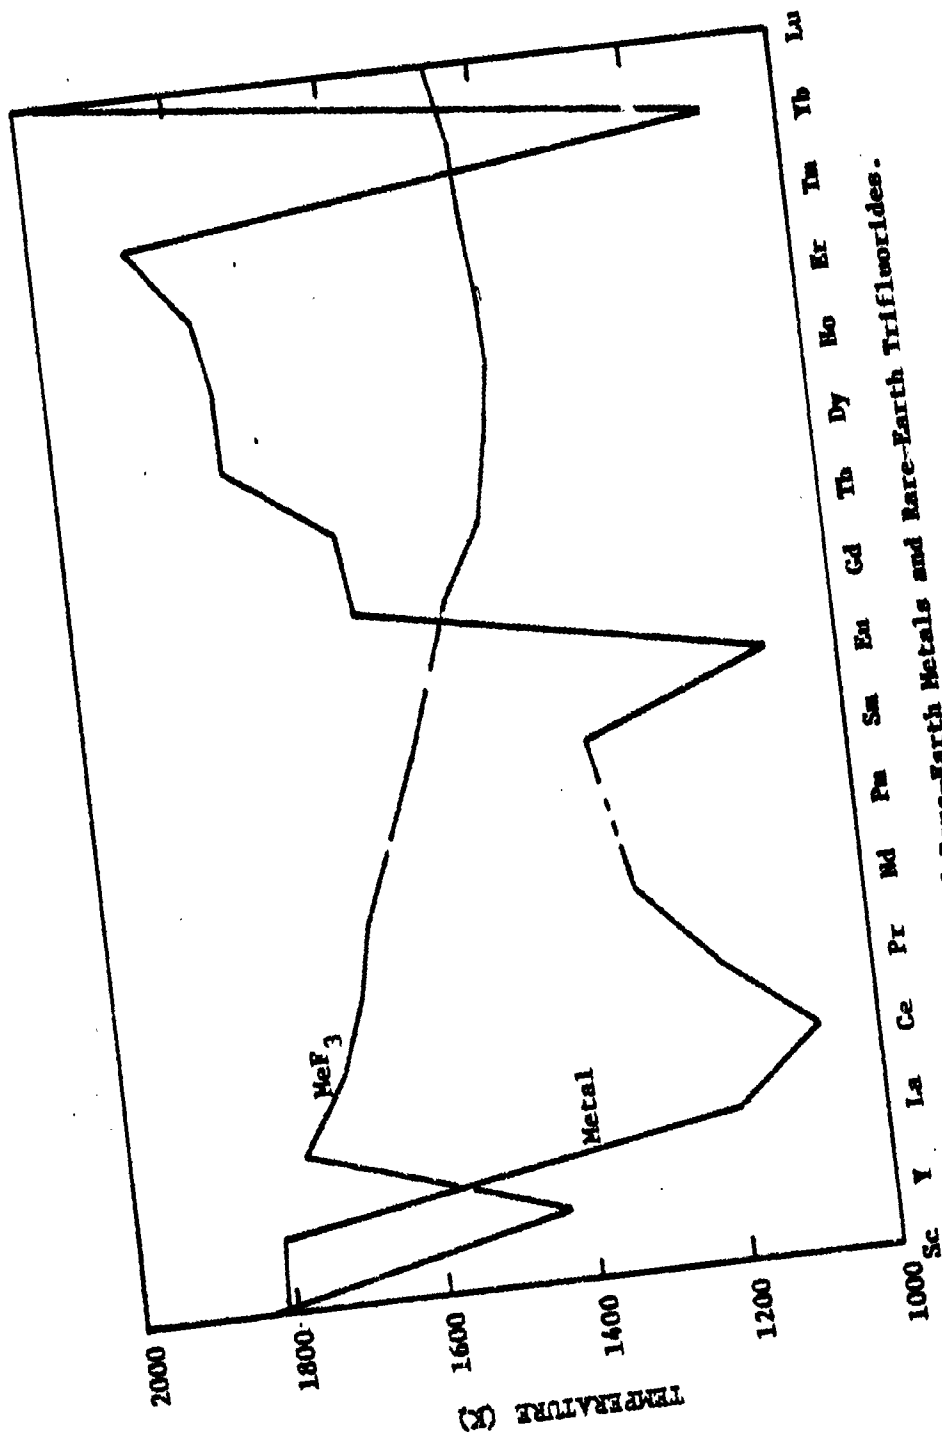 TEMPERATURE (K)
2000
1800
1600
1400
1200
1000
MeF3
Metal
Sc Y La Ce Pr Nd Pm Sm Eu Gd Tb Dy Ho Er Tm Yb Lu
Rare-Earth Metals and Rare-Earth Trifluorides.